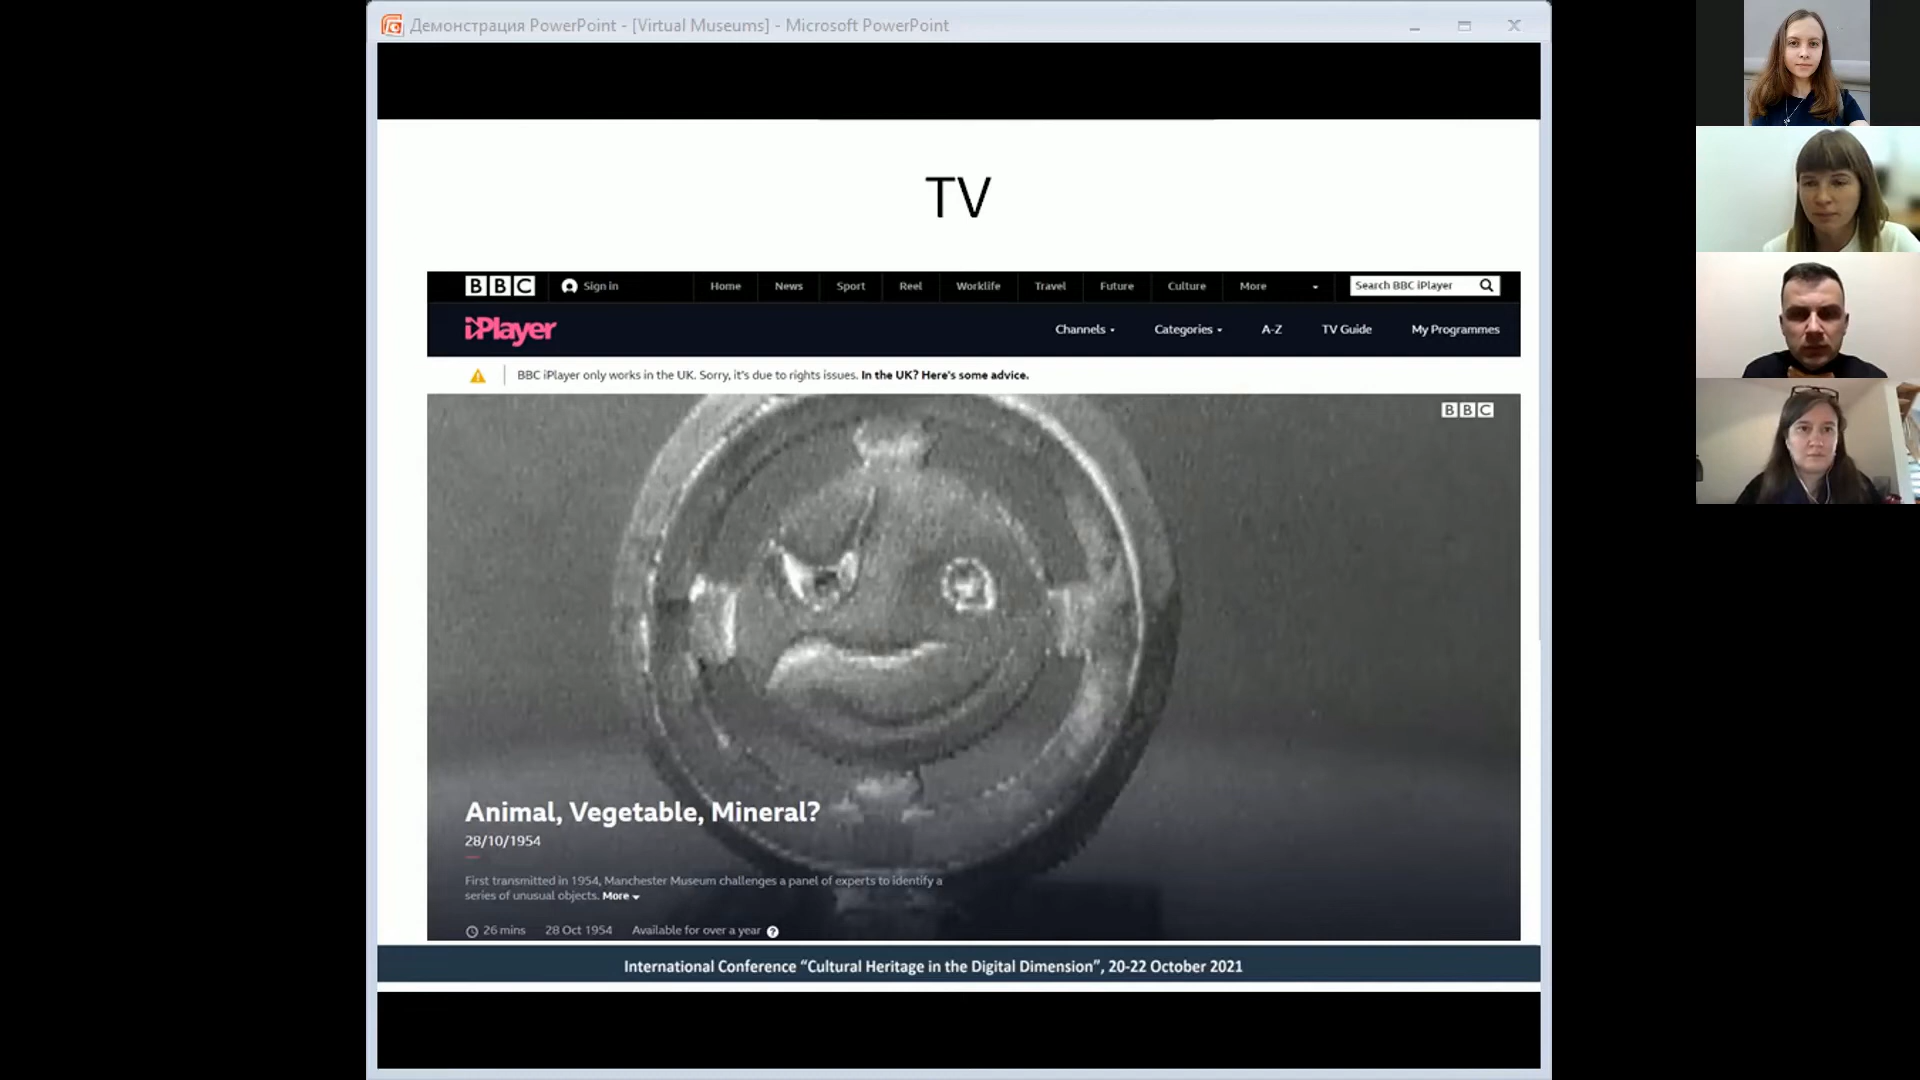 Демонстрация PowerPoint - [Virtual Museums] - Microsoft PowerPoint
TV
BBC Sign in Home News Sport Reel Worklife Travel Future Culture More Search BBC iPlayer
iPlayer Channels Categories A-Z TV Guide My Programmes
BBC iPlayer only works in the UK. Sorry, it's due to rights issues. In the UK? Here's some advice.
BBC
Animal, Vegetable, Mineral?
28/10/1954
First transmitted in 1954, Manchester Museum challenges a panel of experts to identify a
series of unusual objects. More
26 mins 28 Oct 1954 Available for over a year ?
International Conference “Cultural Heritage in the Digital Dimension”, 20-22 October 2021